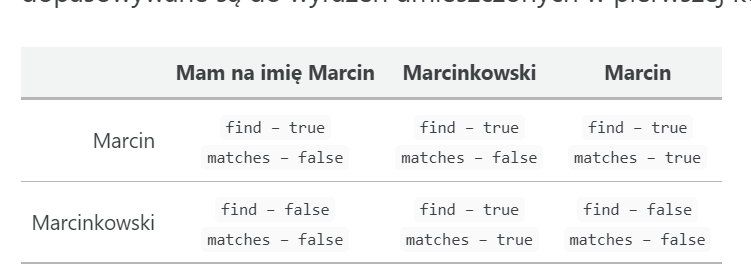 dopasowywane są do wyrażeń umieszczonych w pierwszej
Mam na imię Marcin Marcinkowski Marcin
Marcin
find – true find – true find – true
matches – false matches – false matches – true
Marcinkowski
find – false find – true find – false
matches – false matches – true matches – false